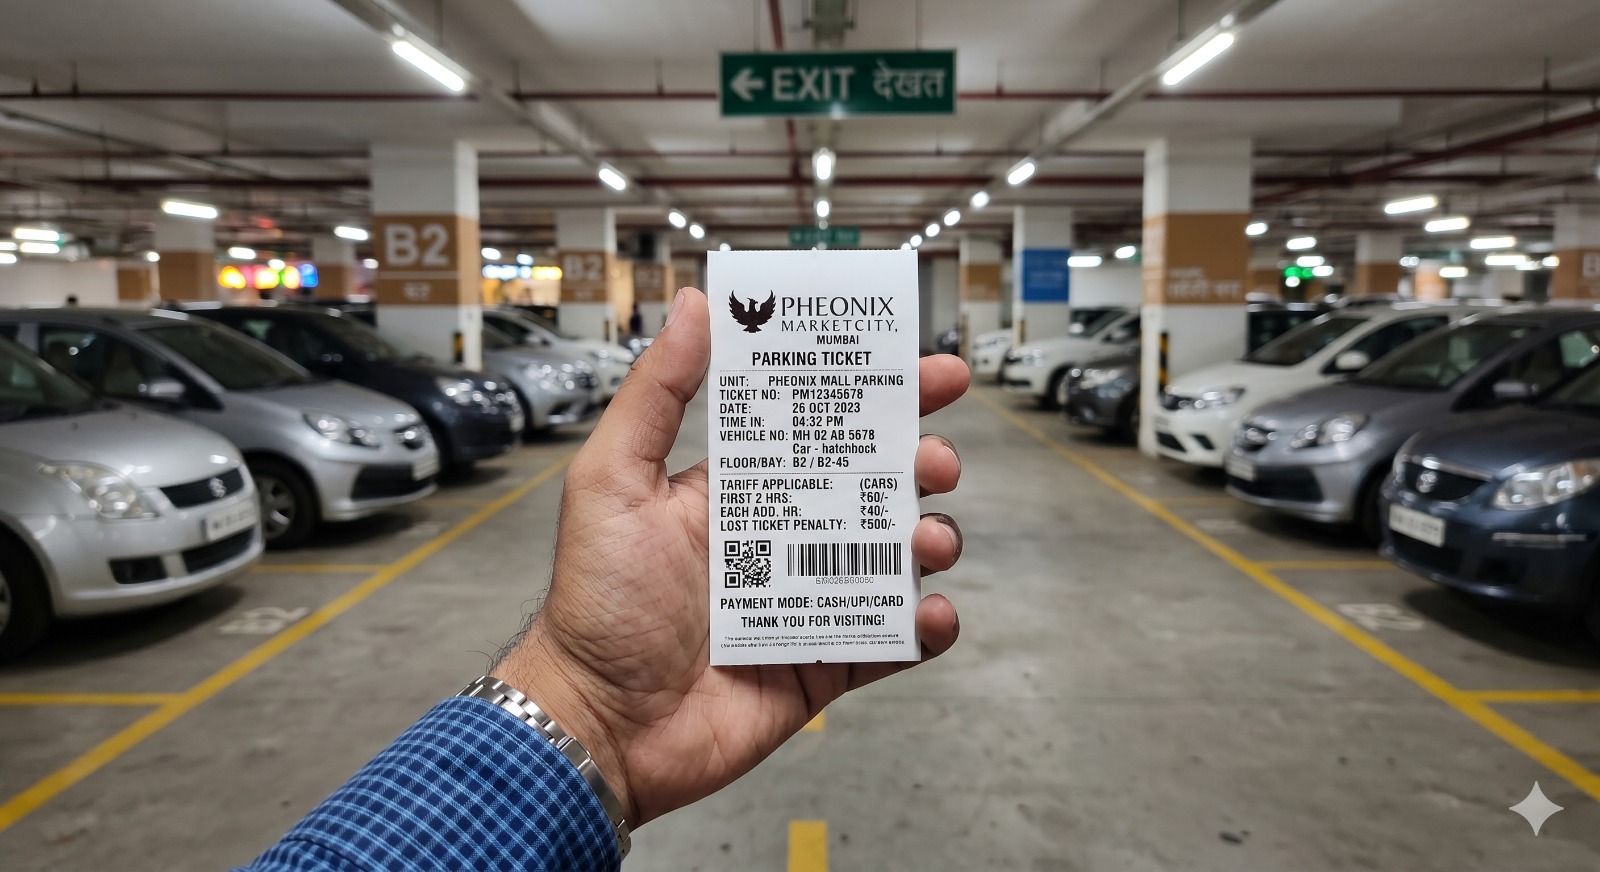 ← EXIT देखत
B2
B2
PHEONIX
MARKETCITY,
MUMBAI
PARKING TICKET
UNIT: PHEONIX MALL PARKING
TICKET NO: PM12345678
DATE: 26 OCT 2023
TIME IN: 04:32 PM
VEHICLE NO: MH 02 AB 5678
Car - hatchbock
FLOOR/BAY: B2 / B2-45
TARIFF APPLICABLE: (CARS)
FIRST 2 HRS: ₹60/-
EACH ADD. HR: ₹40/-
LOST TICKET PENALTY: ₹500/-
PAYMENT MODE: CASH/UPI/CARD
THANK YOU FOR VISITING!